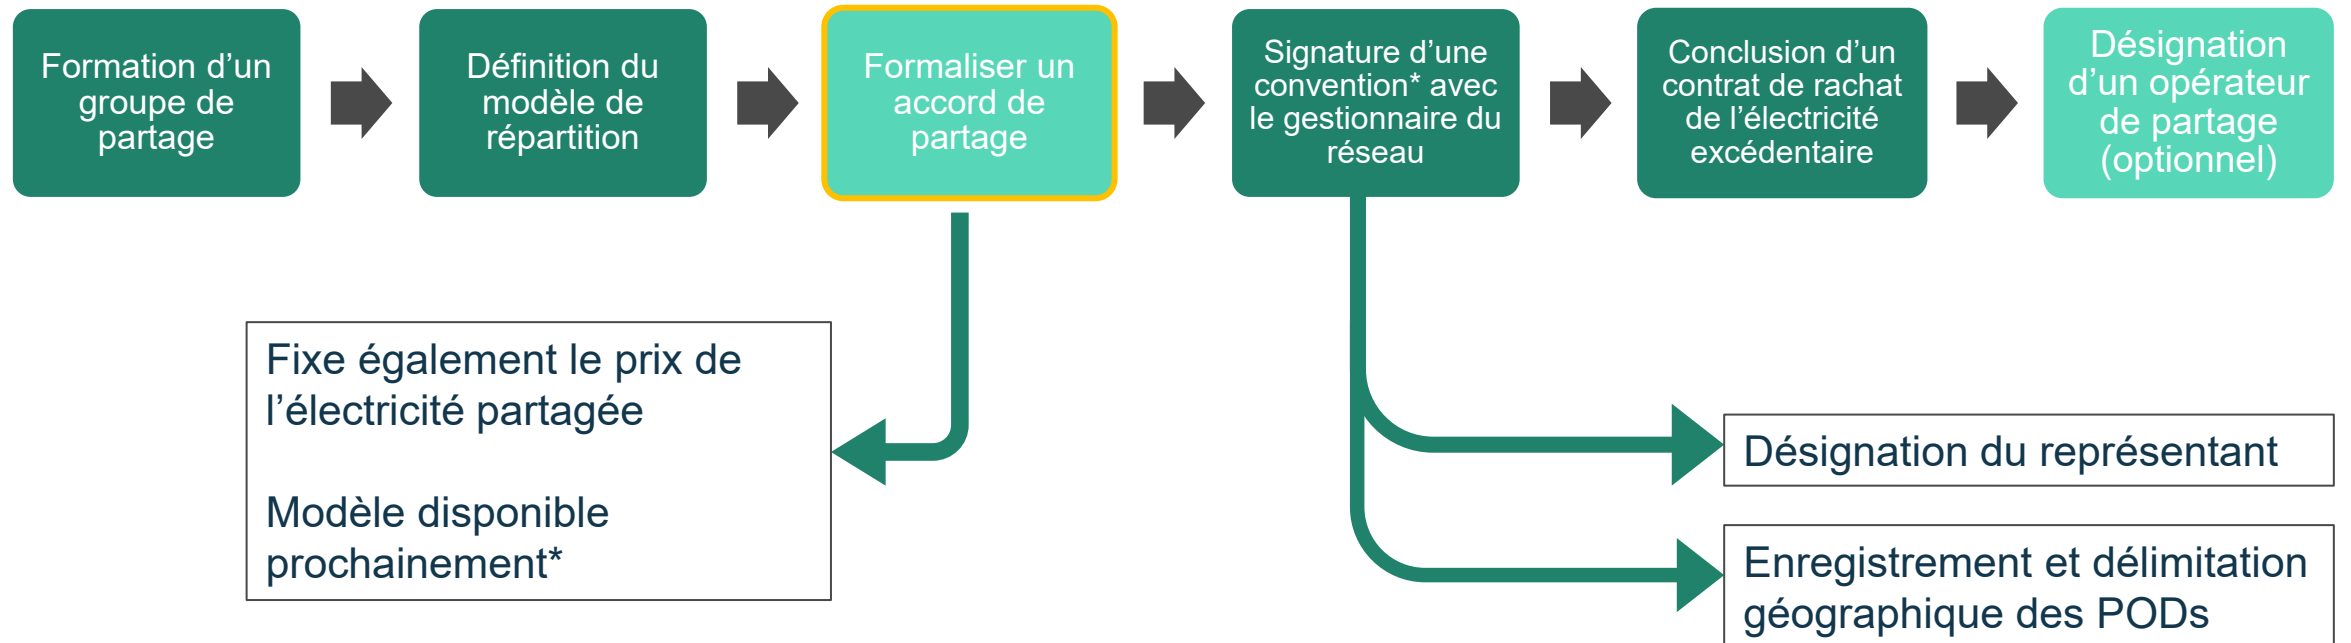 Formation d’un
groupe de
partage
Définition du
modèle de
répartition
Formaliser un
accord de
partage
Signature d’une
convention* avec
le gestionnaire du
réseau
Conclusion d’un
contrat de rachat
de l’électricité
excédentaire
Désignation
d’un opérateur
de partage
(optionnel)
Fixe également le prix de
l’électricité partagée
Modèle disponible
prochainement*
Désignation du représentant
Enregistrement et délimitation
géographique des PODs